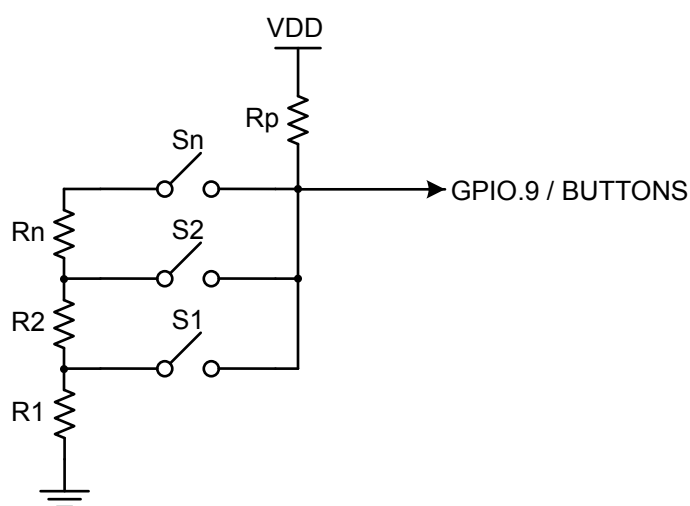 VDD
Rp
Sn
GPIO.9 / BUTTONS
Rn
S2
R2
S1
R1